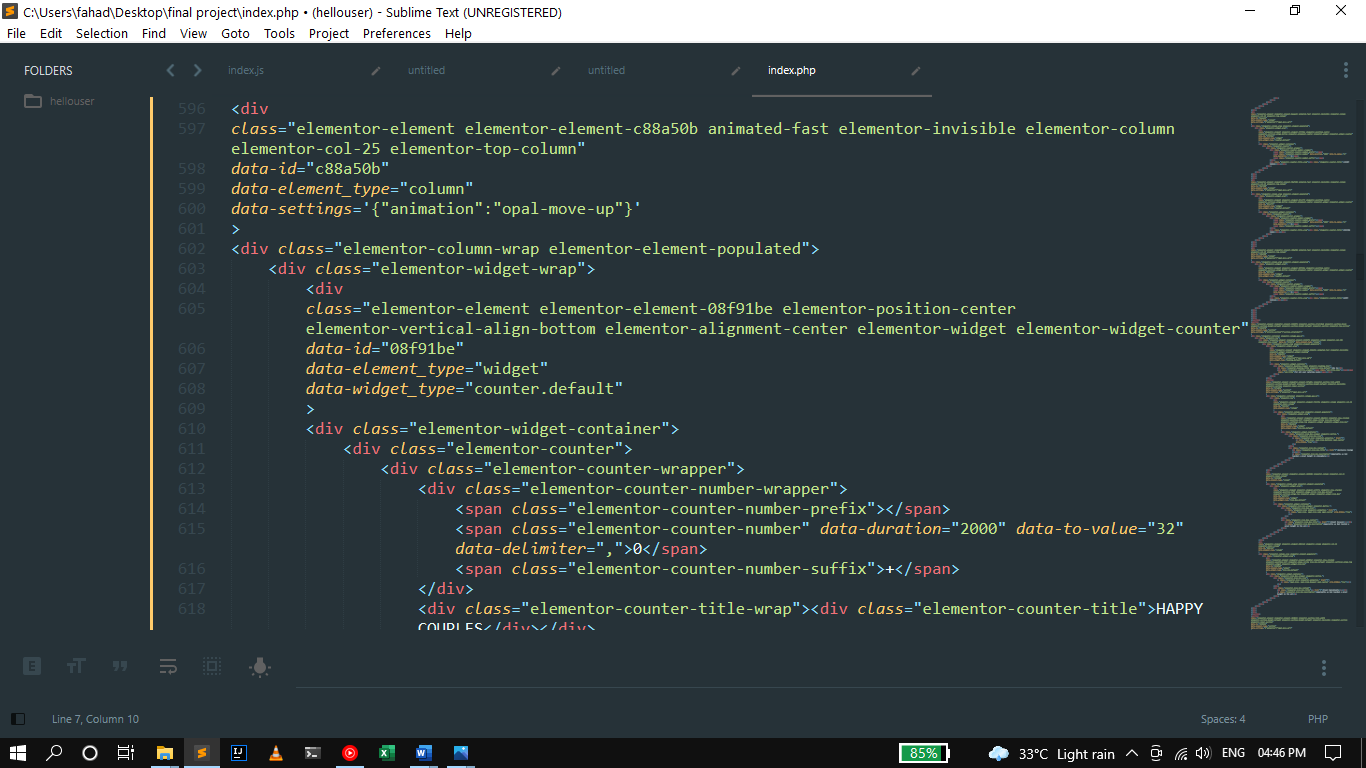 C:\Users\fahad\Desktop\final project\index.php • (hellouser) - Sublime Text (UNREGISTERED)
File Edit Selection Find View Goto Tools Project Preferences Help
FOLDERS
hellouser
index.js untitled untitled index.php
596 <div
597 class="elementor-element elementor-element-c88a50b animated-fast elementor-invisible elementor-column
elementor-col-25 elementor-top-column"
598 data-id="c88a50b"
599 data-element_type="column"
600 data-settings='{"animation":"opal-move-up"}'
601 >
602 <div class="elementor-column-wrap elementor-element-populated">
603 <div class="elementor-widget-wrap">
604 <div
605 class="elementor-element elementor-element-08f91be elementor-position-center
elementor-vertical-align-bottom elementor-alignment-center elementor-widget elementor-widget-counter"
606 data-id="08f91be"
607 data-element_type="widget"
608 data-widget_type="counter.default"
609 >
610 <div class="elementor-widget-container">
611 <div class="elementor-counter">
612 <div class="elementor-counter-wrapper">
613 <div class="elementor-counter-number-wrapper">
614 <span class="elementor-counter-number-prefix"></span>
615 <span class="elementor-counter-number" data-duration="2000" data-to-value="32"
data-delimiter=",">0</span>
616 <span class="elementor-counter-number-suffix">+</span>
617 </div>
618 <div class="elementor-counter-title-wrap"><div class="elementor-counter-title">HAPPY
COUPLES</div></div>
Line 7, Column 10
Spaces: 4 PHP
85% 33°C Light rain ENG 04:46 PM